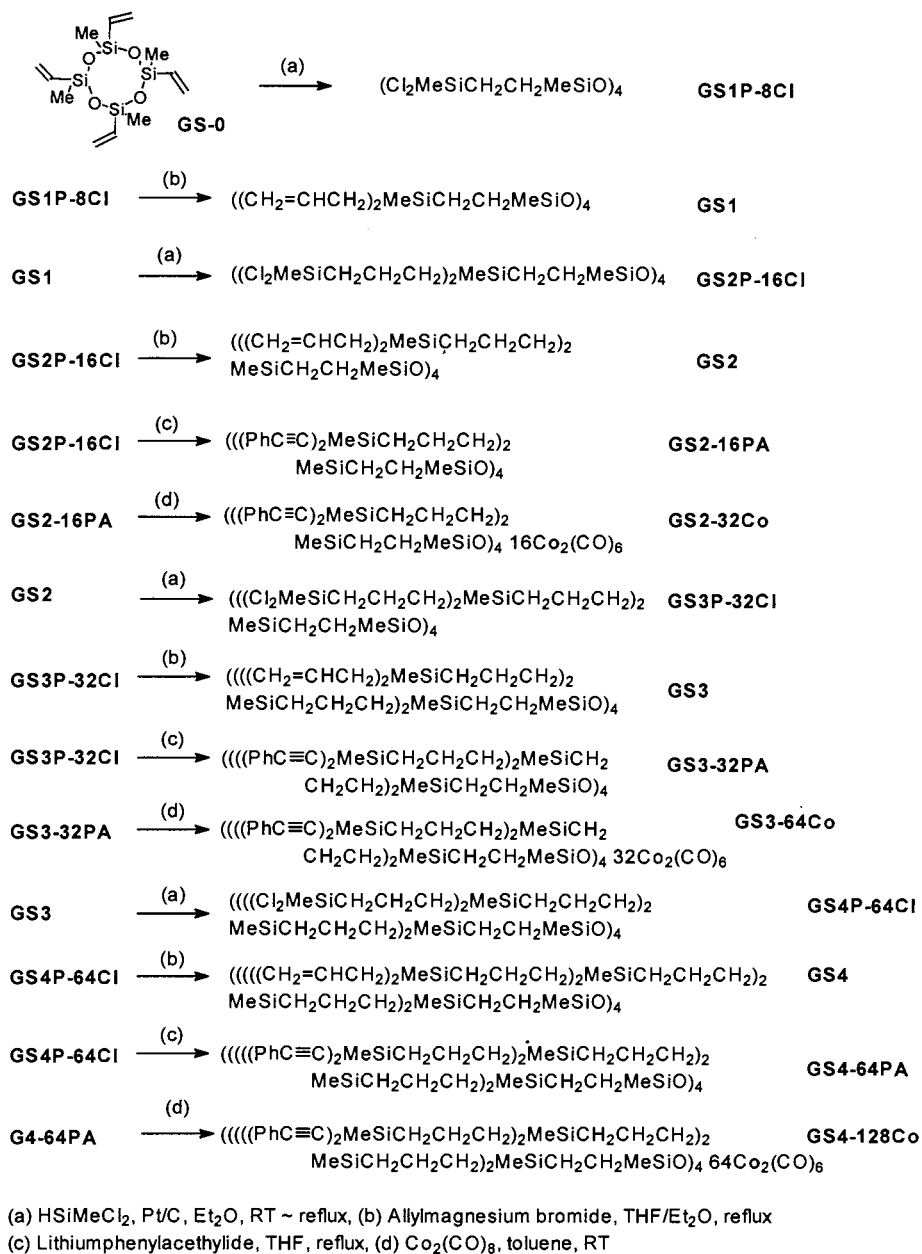 Me Si O Si Me
O
Si O Si
Me O Si O Me
GS-0
(a)
(Cl₂MeSiCH₂CH₂MeSiO)₄
GS1P-8Cl
GS1P-8Cl (b) ((CH₂=CHCH₂)₂MeSiCH₂CH₂MeSiO)₄ GS1
GS1 (a) ((Cl₂MeSiCH₂CH₂CH₂)₂MeSiCH₂CH₂MeSiO)₄ GS2P-16Cl
GS2P-16Cl (b) (((CH₂=CHCH₂)₂MeSiCH₂CH₂CH₂)₂
MeSiCH₂CH₂MeSiO)₄ GS2
GS2P-16Cl (c) (((PhC≡C)₂MeSiCH₂CH₂CH₂)₂ GS2-16PA
MeSiCH₂CH₂MeSiO)₄
GS2-16PA (d) (((PhC≡C)₂MeSiCH₂CH₂CH₂)₂ GS2-32Co
MeSiCH₂CH₂MeSiO)₄ 16Co₂(CO)₆
GS2 (a) (((Cl₂MeSiCH₂CH₂CH₂)₂MeSiCH₂CH₂CH₂)₂ GS3P-32Cl
MeSiCH₂CH₂MeSiO)₄
GS3P-32Cl (b) ((((CH₂=CHCH₂)₂MeSiCH₂CH₂CH₂)₂
MeSiCH₂CH₂CH₂)₂MeSiCH₂CH₂MeSiO)₄ GS3
GS3P-32Cl (c) ((((PhC≡C)₂MeSiCH₂CH₂CH₂)₂MeSiCH₂ GS3-32PA
CH₂CH₂)₂MeSiCH₂CH₂MeSiO)₄
GS3-32PA (d) ((((PhC≡C)₂MeSiCH₂CH₂CH₂)₂MeSiCH₂ GS3-64Co
CH₂CH₂)₂MeSiCH₂CH₂MeSiO)₄ 32Co₂(CO)₆
GS3 (a) ((((Cl₂MeSiCH₂CH₂CH₂)₂MeSiCH₂CH₂CH₂)₂ GS4P-64Cl
MeSiCH₂CH₂CH₂)₂MeSiCH₂CH₂MeSiO)₄
GS4P-64Cl (b) (((((CH₂=CHCH₂)₂MeSiCH₂CH₂CH₂)₂MeSiCH₂CH₂CH₂)₂ GS4
MeSiCH₂CH₂CH₂)₂MeSiCH₂CH₂MeSiO)₄
GS4P-64Cl (c) (((((PhC≡C)₂MeSiCH₂CH₂CH₂)₂MeSiCH₂CH₂CH₂)₂ GS4-64PA
MeSiCH₂CH₂CH₂)₂MeSiCH₂CH₂MeSiO)₄
G4-64PA (d) (((((PhC≡C)₂MeSiCH₂CH₂CH₂)₂MeSiCH₂CH₂CH₂)₂ GS4-128Co
MeSiCH₂CH₂CH₂)₂MeSiCH₂CH₂MeSiO)₄ 64Co₂(CO)₆
(a) HSiMeCl₂, Pt/C, Et₂O, RT ~ reflux, (b) Allylmagnesium bromide, THF/Et₂O, reflux
(c) Lithiumphenylacethylide, THF, reflux, (d) Co₂(CO)₈, toluene, RT